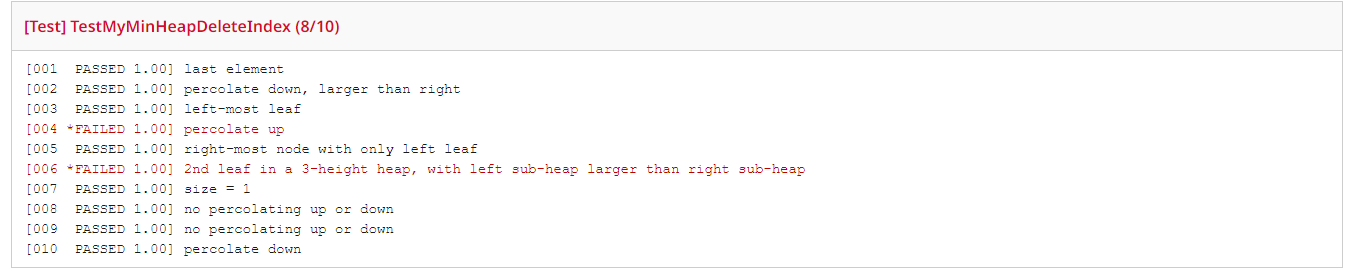 [Test] TestMyMinHeapDeleteIndex (8/10)
[001  PASSED 1.00] last element
[002  PASSED 1.00] percolate down, larger than right
[003  PASSED 1.00] left-most leaf
[004 *FAILED 1.00] percolate up
[005  PASSED 1.00] right-most node with only left leaf
[006 *FAILED 1.00] 2nd leaf in a 3-height heap, with left sub-heap larger than right sub-heap
[007  PASSED 1.00] size = 1
[008  PASSED 1.00] no percolating up or down
[009  PASSED 1.00] no percolating up or down
[010  PASSED 1.00] percolate down